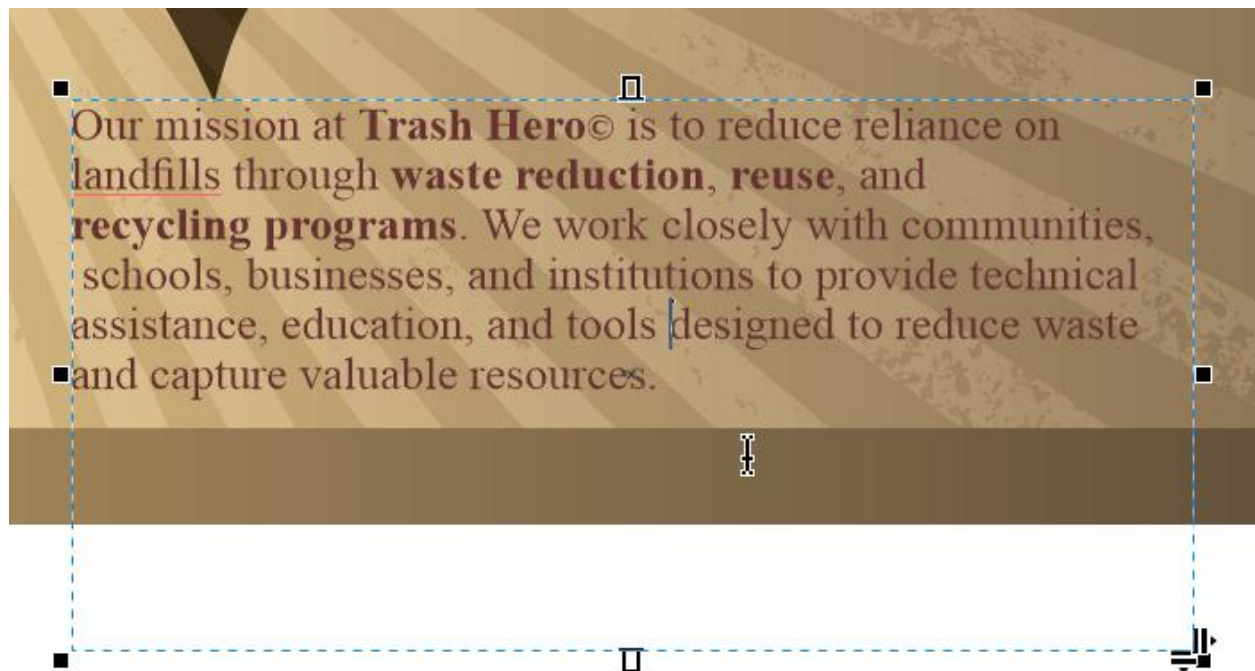 Our mission at Trash Hero© is to reduce reliance on
landfills through waste reduction, reuse, and
recycling programs. We work closely with communities,
schools, businesses, and institutions to provide technical
assistance, education, and tools designed to reduce waste
and capture valuable resources.